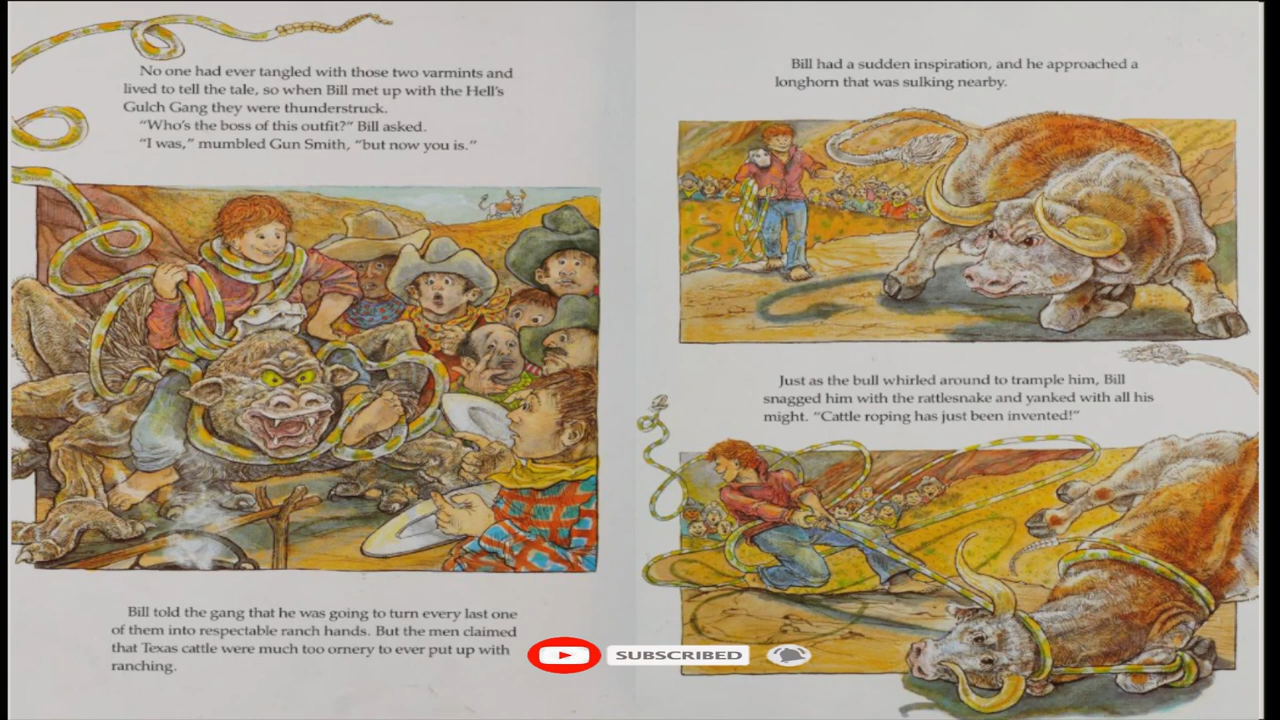 No one had ever tangled with those two varmints and
lived to tell the tale, so when Bill met up with the Hell's
Gulch Gang they were thunderstruck.
"Who's the boss of this outfit?" Bill asked.
"I was," mumbled Gun Smith, "but now you is."
Bill told the gang that he was going to turn every last one
of them into respectable ranch hands. But the men claimed
that Texas cattle were much too ornery to ever put up with
ranching.
Bill had a sudden inspiration, and he approached a
longhorn that was sulking nearby.
Just as the bull whirled around to trample him, Bill
snagged him with the rattlesnake and yanked with all his
might. "Cattle roping has just been invented!"
SUBSCRIBED